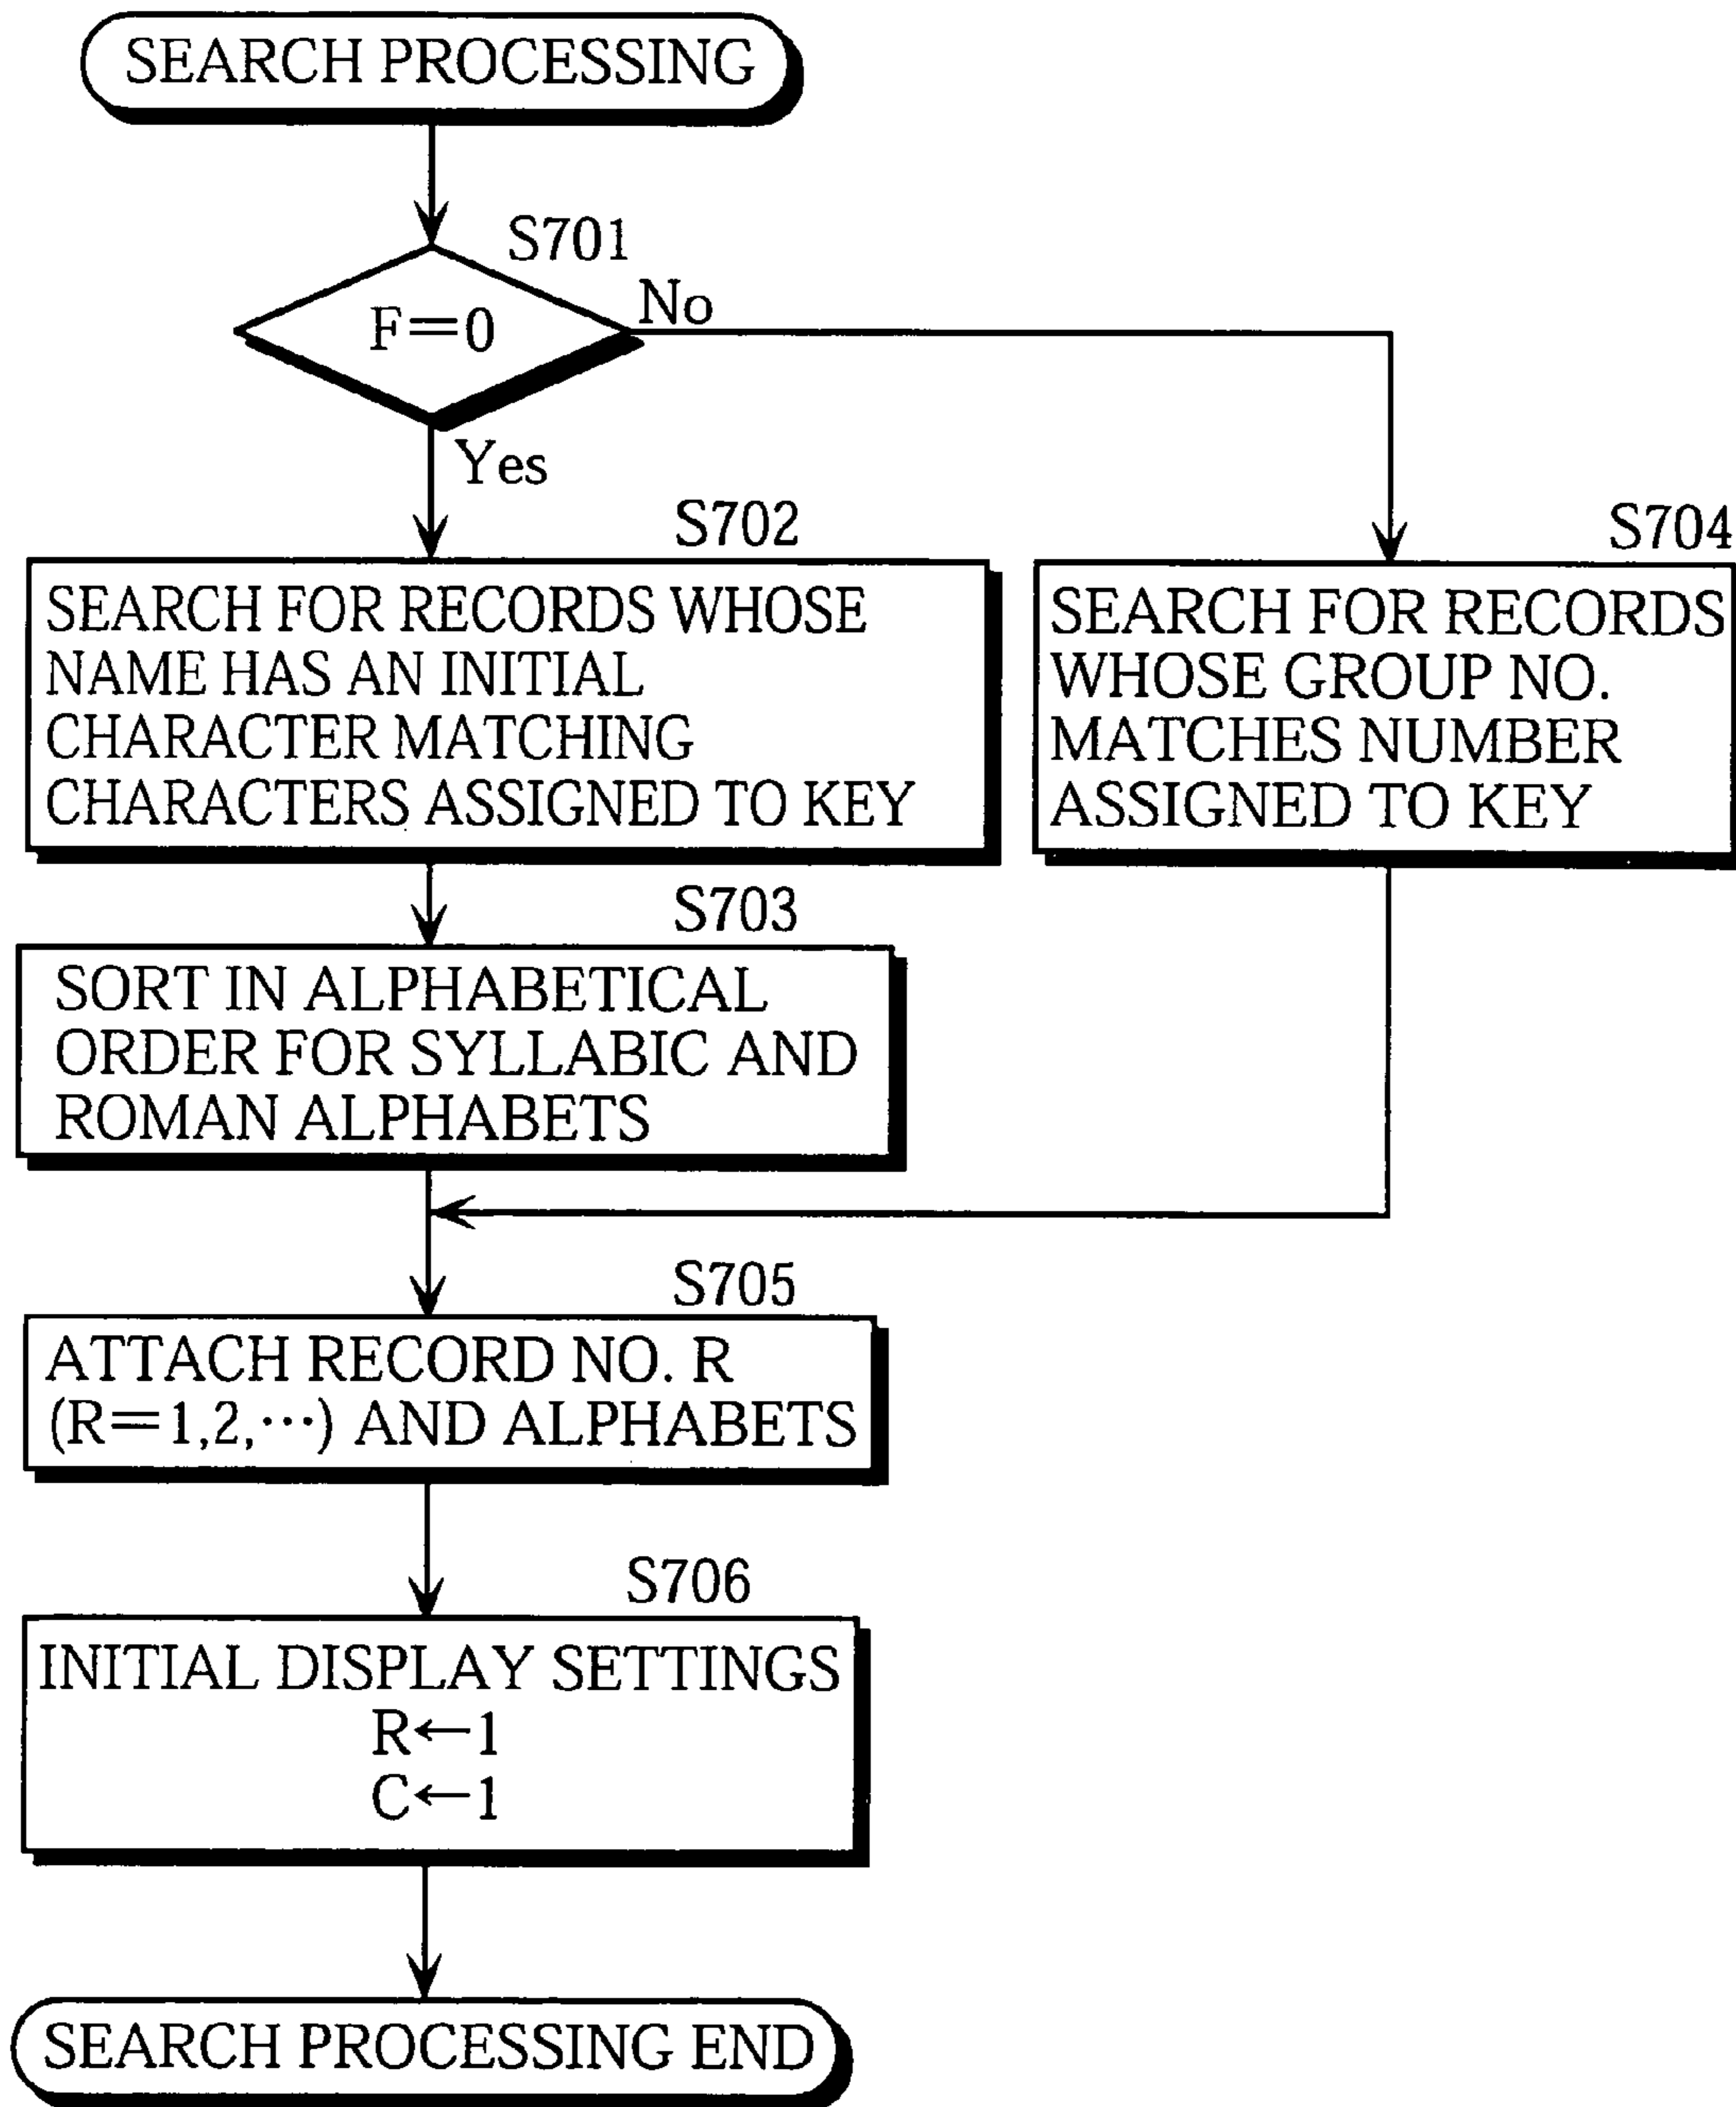 SEARCH PROCESSING
S701
F=0
No
Yes
S702
SEARCH FOR RECORDS WHOSE
NAME HAS AN INITIAL
CHARACTER MATCHING
CHARACTERS ASSIGNED TO KEY
S704
SEARCH FOR RECORDS
WHOSE GROUP NO.
MATCHES NUMBER
ASSIGNED TO KEY
S703
SORT IN ALPHABETICAL
ORDER FOR SYLLABIC AND
ROMAN ALPHABETS
S705
ATTACH RECORD NO. R
(R=1,2,⋯) AND ALPHABETS
S706
INITIAL DISPLAY SETTINGS
R←1
C←1
SEARCH PROCESSING END